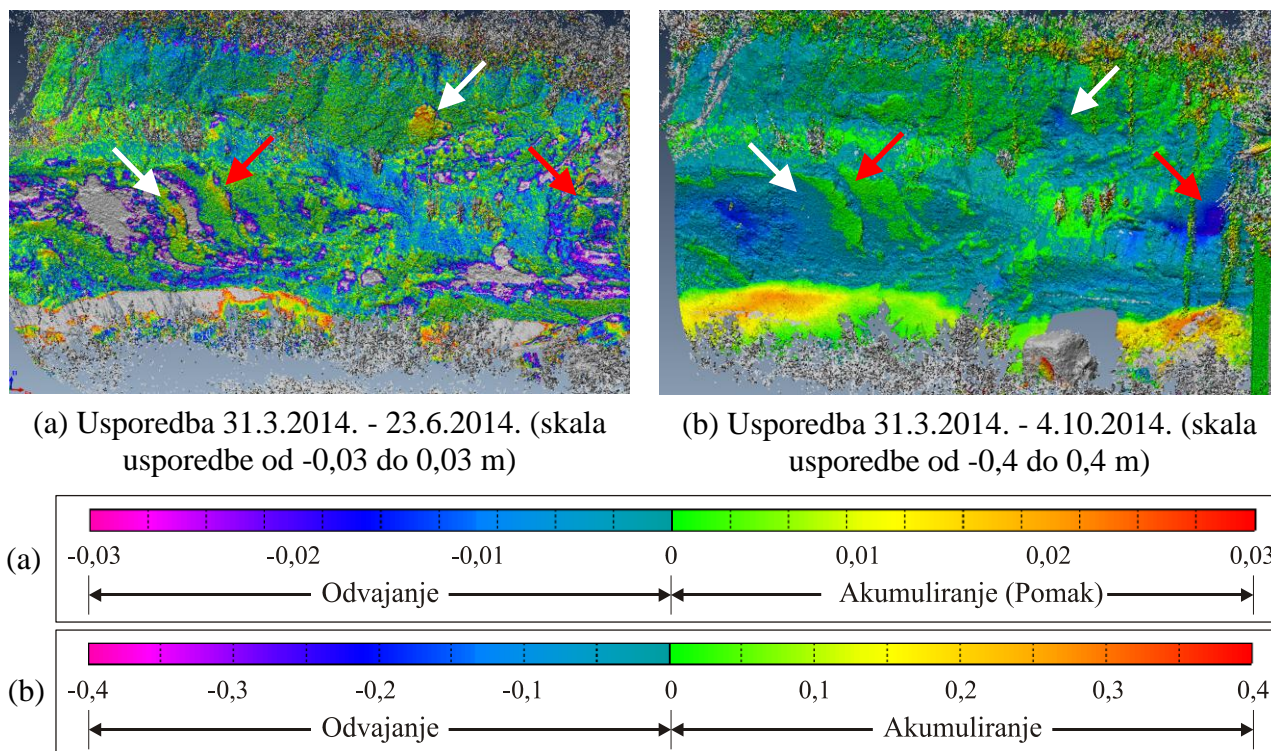 (a) Usporedba 31.3.2014. - 23.6.2014. (skala
usporedbe od -0,03 do 0,03 m)
(b) Usporedba 31.3.2014. - 4.10.2014. (skala
usporedbe od -0,4 do 0,4 m)
(a)
-0,03 -0,02 -0,01 0 0,01 0,02 0,03
Odvajanje Akumuliranje (Pomak)
(b)
-0,4 -0,3 -0,2 -0,1 0 0,1 0,2 0,3 0,4
Odvajanje Akumuliranje